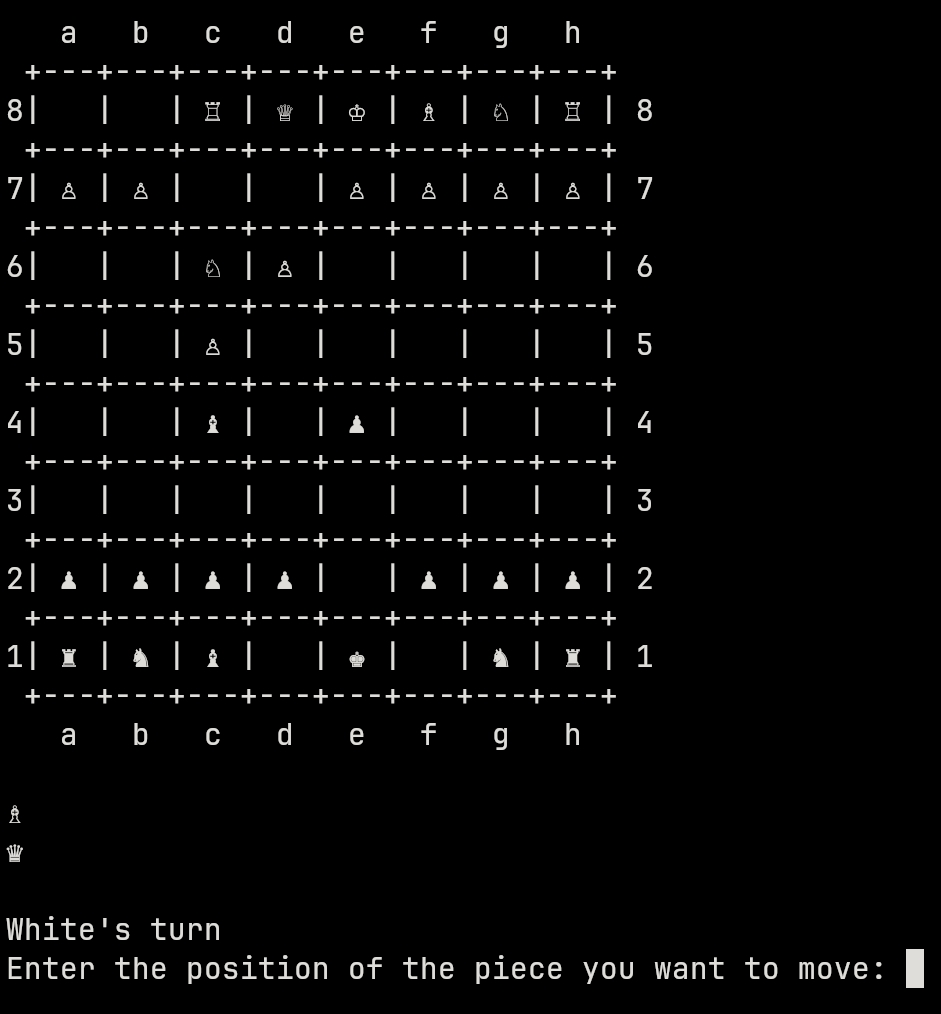 a b c d e f g h
+---+---+---+---+---+---+---+---+
8| | | ♖ | ♕ | ♔ | ♗ | ♘ | ♖ | 8
+---+---+---+---+---+---+---+---+
7| ♙ | ♙ | | | ♙ | ♙ | ♙ | ♙ | 7
+---+---+---+---+---+---+---+---+
6| | | ♘ | ♙ | | | | | 6
+---+---+---+---+---+---+---+---+
5| | | ♙ | | | | | | 5
+---+---+---+---+---+---+---+---+
4| | | ♝ | | ♟ | | | | 4
+---+---+---+---+---+---+---+---+
3| | | | | | | | | 3
+---+---+---+---+---+---+---+---+
2| ♟ | ♟ | ♟ | ♟ | | ♟ | ♟ | ♟ | 2
+---+---+---+---+---+---+---+---+
1| ♜ | ♞ | ♝ | | ♚ | | ♞ | ♜ | 1
+---+---+---+---+---+---+---+---+
a b c d e f g h
♗
♛
White's turn
Enter the position of the piece you want to move: